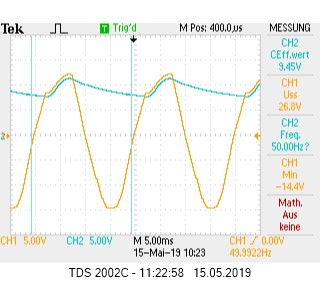 Tek Trig'd M Pos: 400.0µs MESSUNG
CH2
CEff.wert
9.45V
CH1
Uss
26.8V
CH2
Freq.
50.00Hz?
CH1
Min
-14.4V
Math.
Aus
keine
2
CH1 5.00V CH2 5.00V M 5.00ms CH1 / 0.00V
15-Mai-19 10:23 49.9922Hz
TDS 2002C - 11:22:58 15.05.2019